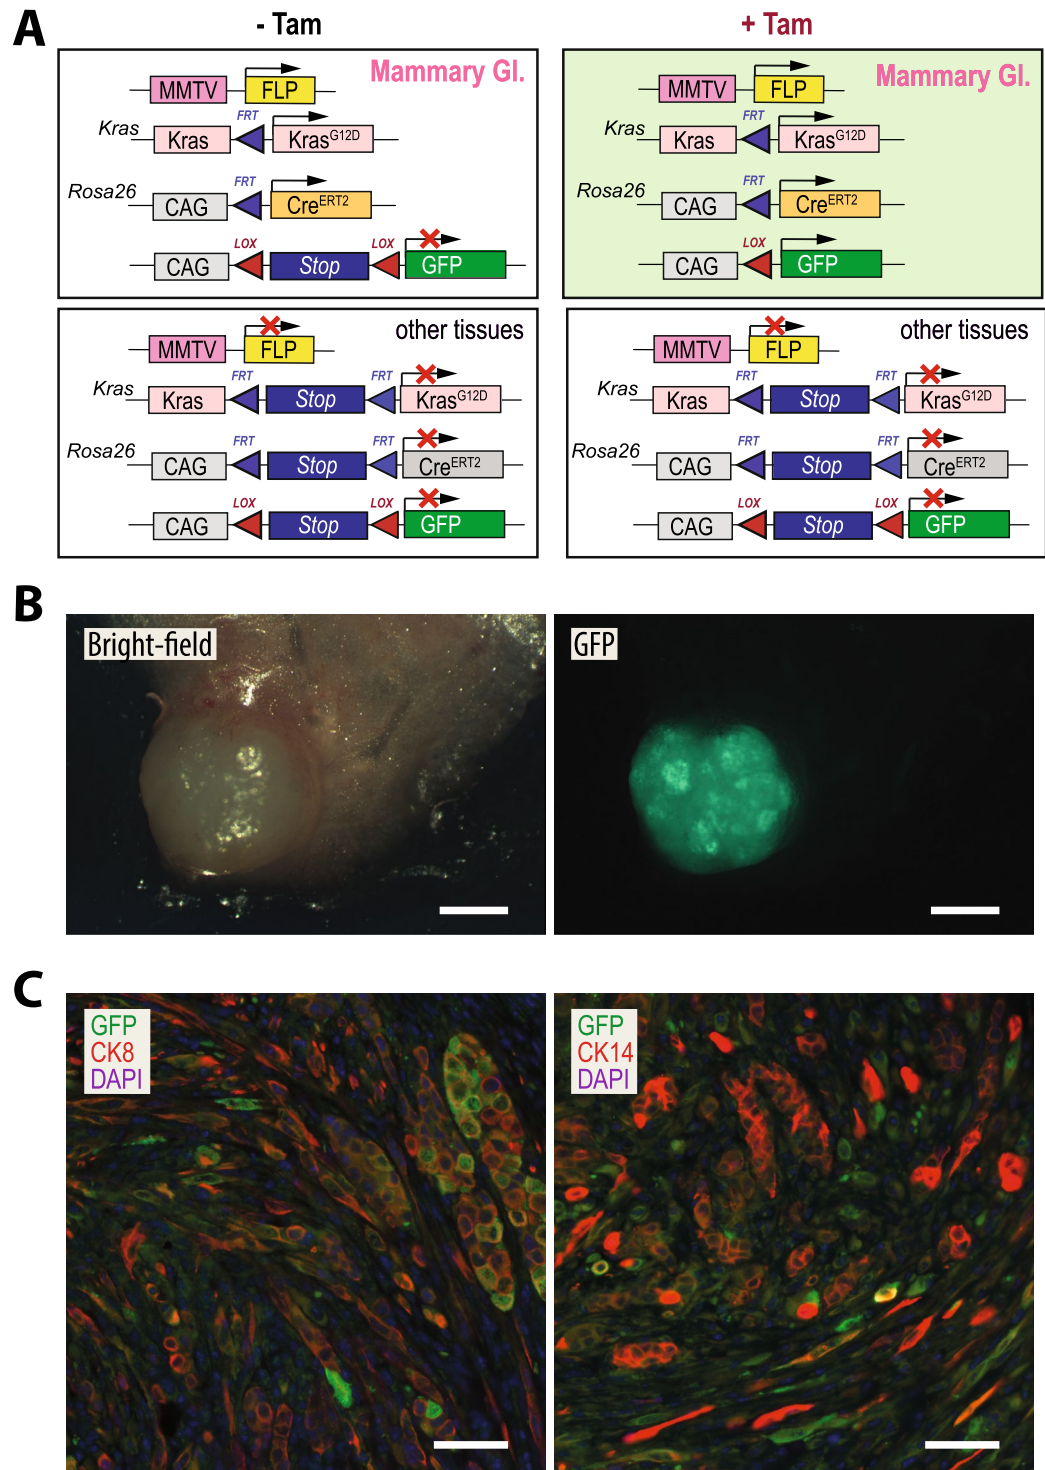 A
- Tam
+ Tam
Mammary Gl.
MMTV
FLP
Kras
Kras
FRT
KrasG12D
Rosa26
CAG
FRT
CreERT2
CAG
LOX
Stop
LOX
GFP
Mammary Gl.
MMTV
FLP
Kras
Kras
FRT
KrasG12D
Rosa26
CAG
FRT
CreERT2
CAG
LOX
GFP
other tissues
MMTV
FLP
Kras
Kras
FRT
Stop
FRT
KrasG12D
Rosa26
CAG
FRT
Stop
FRT
CreERT2
CAG
LOX
Stop
LOX
GFP
other tissues
MMTV
FLP
Kras
Kras
FRT
Stop
FRT
KrasG12D
Rosa26
CAG
FRT
Stop
FRT
CreERT2
CAG
LOX
Stop
LOX
GFP
B
Bright-field
GFP
C
GFP
CK8
DAPI
GFP
CK14
DAPI